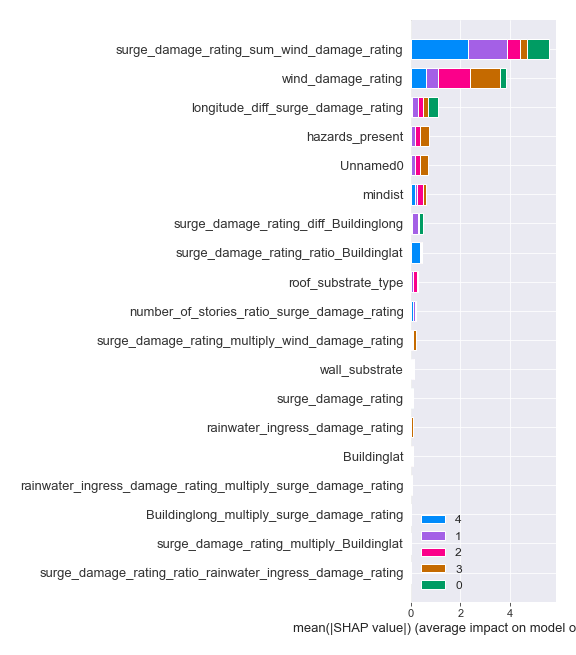 surge_damage_rating_sum_wind_damage_rating
wind_damage_rating
longitude_diff_surge_damage_rating
hazards_present
Unnamed0
mindist
surge_damage_rating_diff_Buildinglong
surge_damage_rating_ratio_Buildinglat
roof_substrate_type
number_of_stories_ratio_surge_damage_rating
surge_damage_rating_multiply_wind_damage_rating
wall_substrate
surge_damage_rating
rainwater_ingress_damage_rating
Buildinglat
rainwater_ingress_damage_rating_multiply_surge_damage_rating
Buildinglong_multiply_surge_damage_rating
surge_damage_rating_multiply_Buildinglat
surge_damage_rating_ratio_rainwater_ingress_damage_rating
4
1
2
3
0
0 2 4
mean(|SHAP value|) (average impact on model o